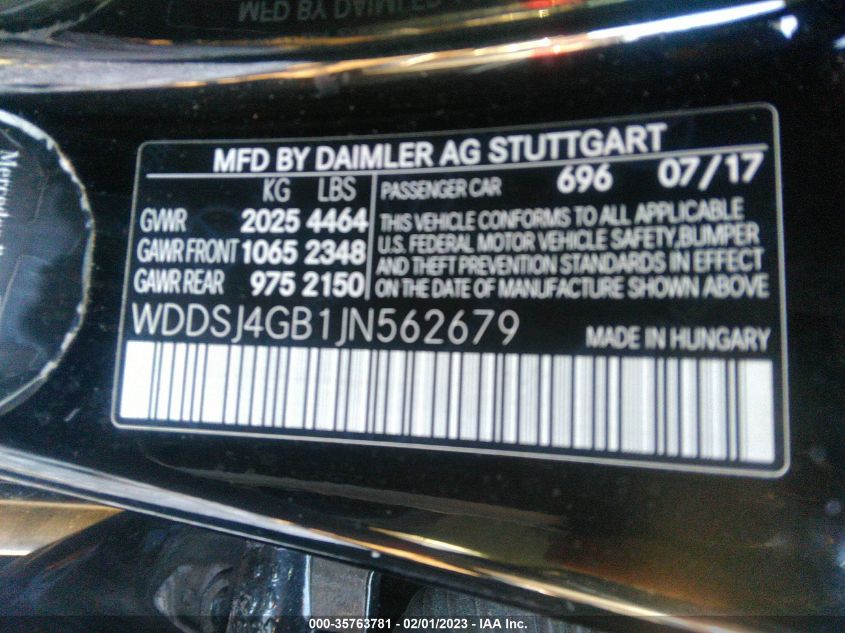 MFD BY DAIMLER AG STUTTGART
KG LBS
GVWR 2025 4464
GAWR FRONT 1065 2348
GAWR REAR 975 2150
PASSENGER CAR 696 07/17
THIS VEHICLE CONFORMS TO ALL APPLICABLE
U.S. FEDERAL MOTOR VEHICLE SAFETY,BUMPER
AND THEFT PREVENTION STANDARDS IN EFFECT
ON THE DATE OF MANUFACTURE SHOWN ABOVE
WDDSJ4GB1JN562679
MADE IN HUNGARY
000-35763781 - 02/01/2023 - IAA Inc.